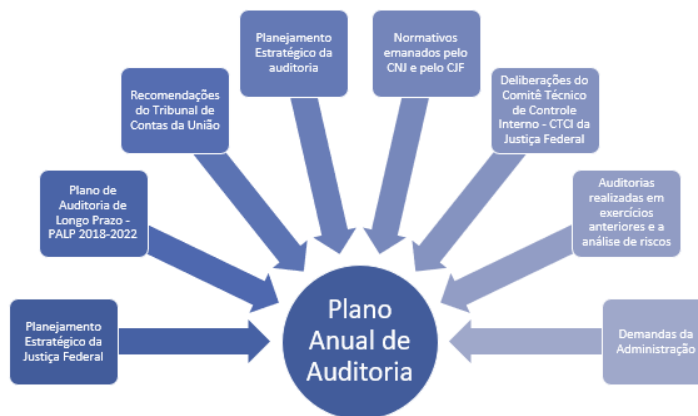 Planejamento
Estratégico da
Justiça Federal
Plano de
Auditoria de
Longo Prazo -
PALP 2018-2022
Recomendações
do Tribunal de
Contas da União
Planejamento
Estratégico da
auditoria
Normativos
emanados pelo
CNJ e pelo CJF
Deliberações do
Comitê Técnico
de Controle
Interno - CTCI da
Justiça Federal
Auditorias
realizadas em
exercícios
anteriores e a
análise de riscos
Demandas da
Administração
Plano
Anual de
Auditoria